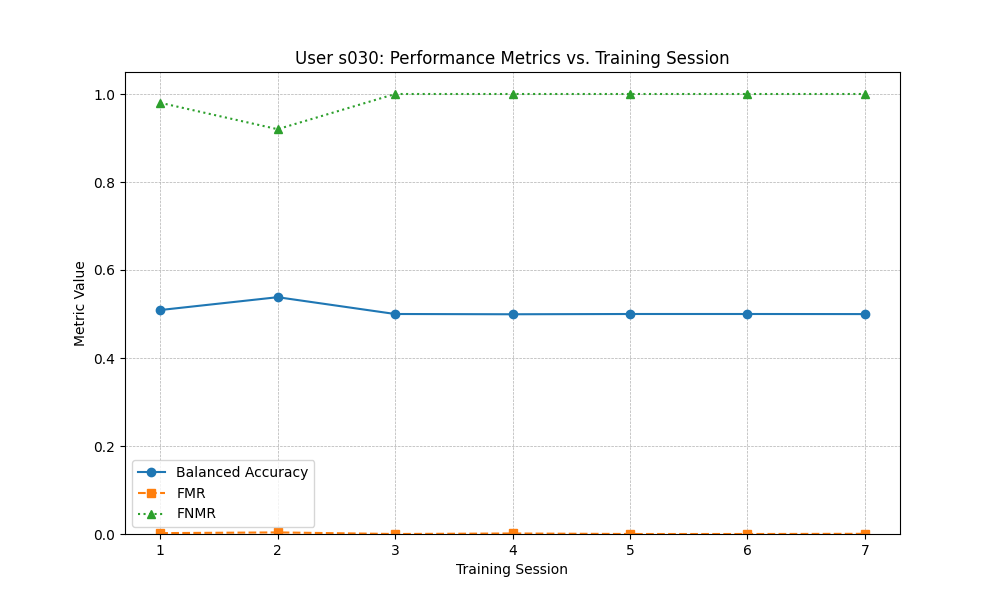 User s030: Performance Metrics vs. Training Session
Metric Value
1.0
0.8
0.6
0.4
0.2
0.0
Balanced Accuracy
FMR
FNMR
1 2 3 4 5 6 7
Training Session